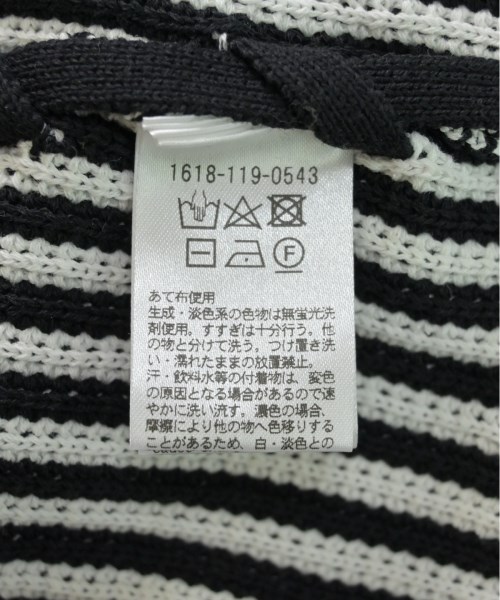 1618-119-0543
F
あて布使用
生成・淡色系の色物は無蛍光洗
剤使用。すすぎは十分行う。他
の物と分けて洗う。つけ置き洗
い・濡れたままの放置禁止。
汗・飲料水等の付着物は、変色
の原因となる場合があるので速
やかに洗い流す。濃色の場合、
摩擦により他の物へ色移りする
ことがあるため、白・淡色との